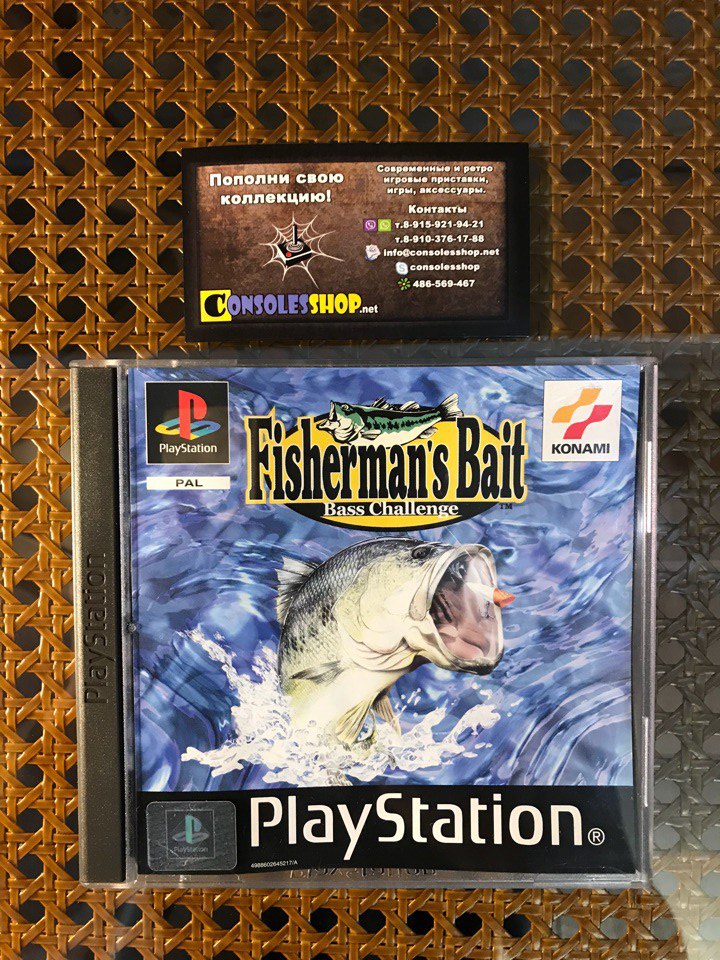 Пополни свою
коллекцию!
Современные и ретро
игровые приставки,
игры, аксессуары.
Контакты
т.8-915-921-94-21
т.8-910-376-17-88
info@consolesshop.net
consolesshop
486-569-467
CONSOLESSHOP.net
PlayStation
PAL
Fisherman's Bait
Bass Challenge
TM
KONAMI
PlayStation
PlayStation
PlayStation®
4988602645217/A